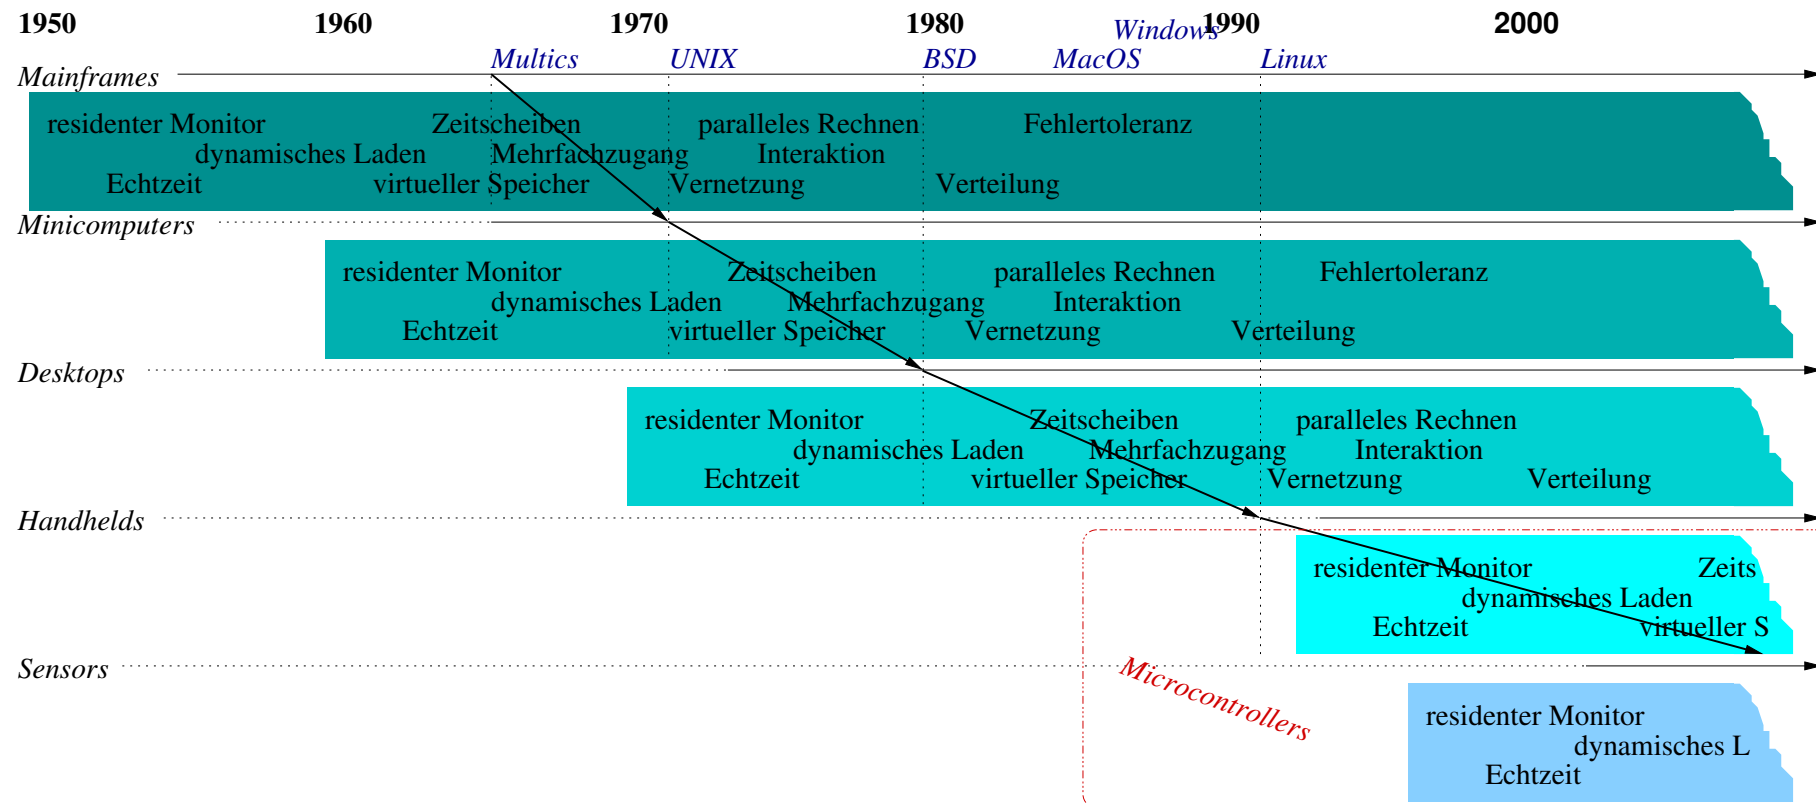 1950 1960 1970 1980 1990 2000
Windows
Multics UNIX BSD MacOS Linux
Mainframes
residenter Monitor Zeitscheiben paralleles Rechnen Fehlertoleranz
dynamisches Laden Mehrfachzugang Interaktion
Echtzeit virtueller Speicher Vernetzung Verteilung
Minicomputers
residenter Monitor Zeitscheiben paralleles Rechnen Fehlertoleranz
dynamisches Laden Mehrfachzugang Interaktion
Echtzeit virtueller Speicher Vernetzung Verteilung
Desktops
residenter Monitor Zeitscheiben paralleles Rechnen
dynamisches Laden Mehrfachzugang Interaktion
Echtzeit virtueller Speicher Vernetzung Verteilung
Handhelds
residenter Monitor Zeits
dynamisches Laden
Echtzeit virtueller S
Sensors
Microcontrollers
residenter Monitor
dynamisches L
Echtzeit